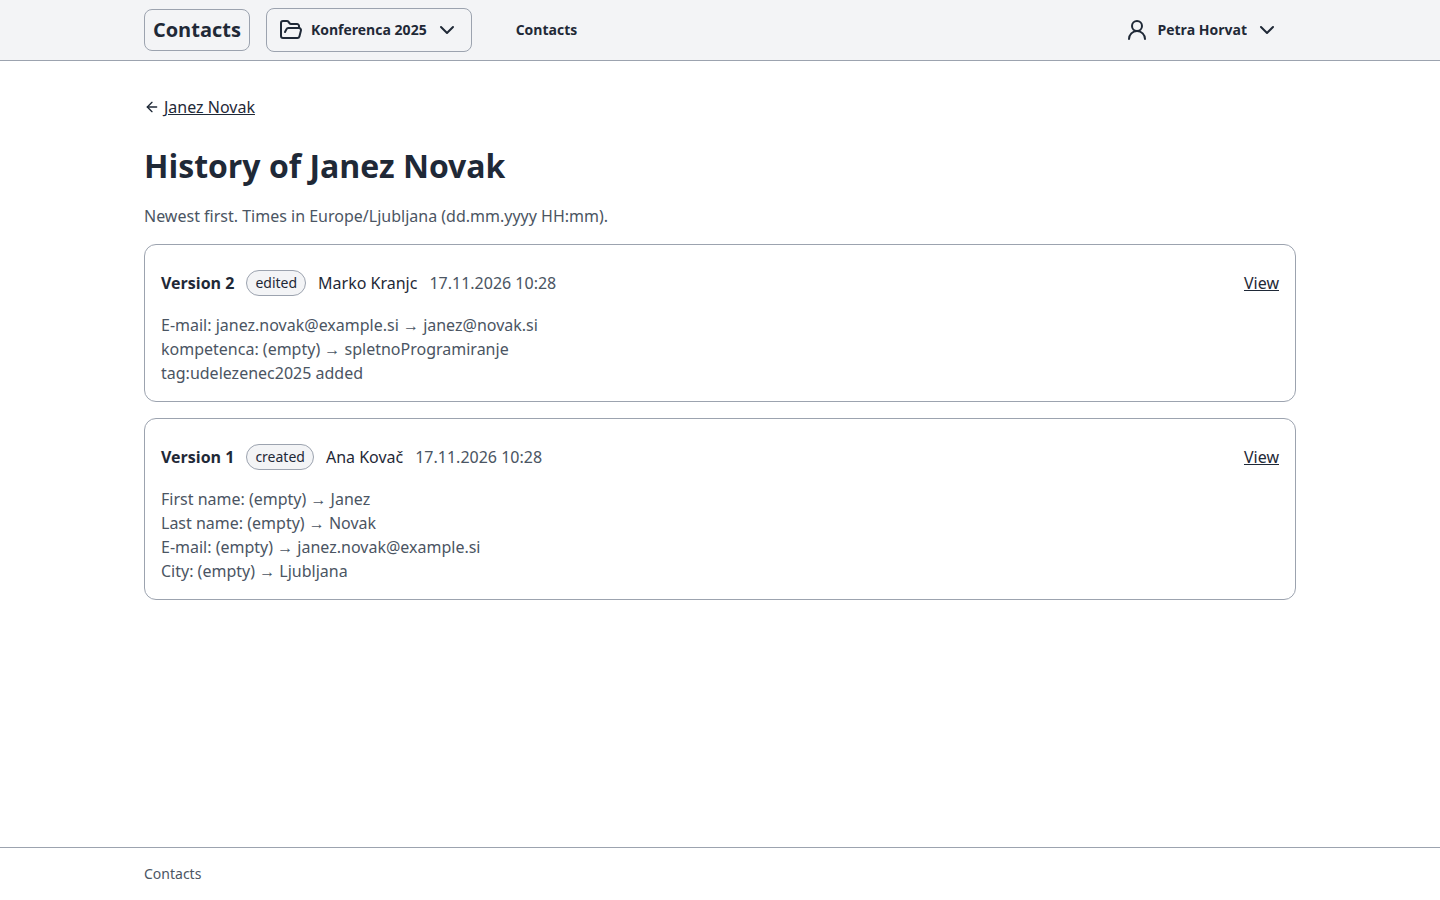 Contacts Konferenca 2025 Contacts Petra Horvat
← Janez Novak
History of Janez Novak
Newest first. Times in Europe/Ljubljana (dd.mm.yyyy HH:mm).
Version 2 edited Marko Kranjc 17.11.2026 10:28 View
E-mail: janez.novak@example.si → janez@novak.si
kompetenca: (empty) → spletnoProgramiranje
tag:udelezenec2025 added
Version 1 created Ana Kovač 17.11.2026 10:28 View
First name: (empty) → Janez
Last name: (empty) → Novak
E-mail: (empty) → janez.novak@example.si
City: (empty) → Ljubljana
Contacts